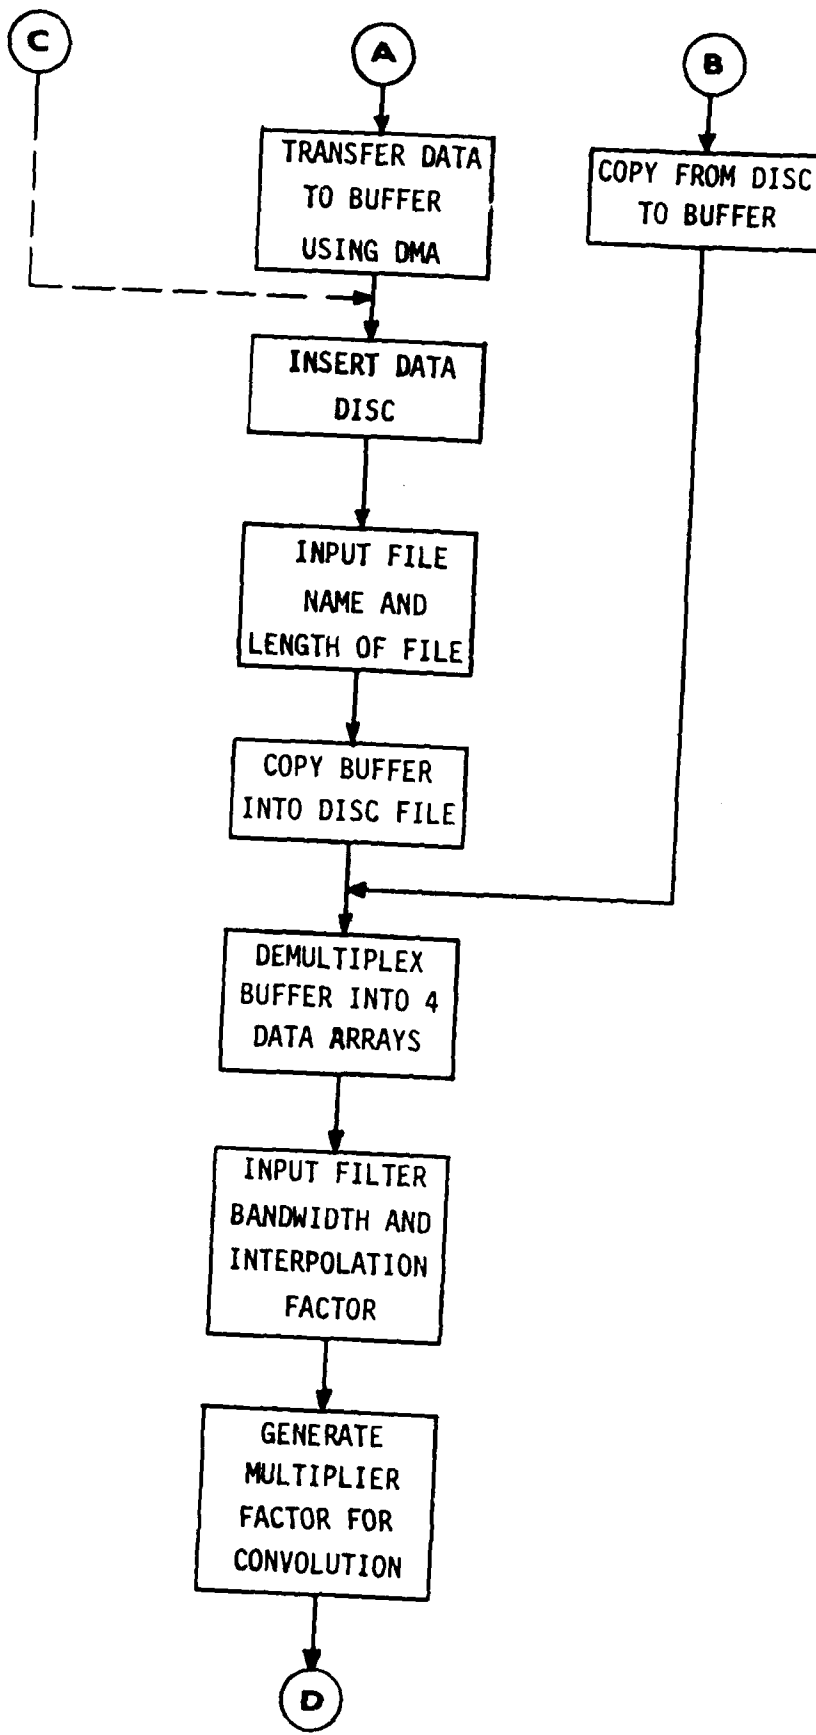 C
A
B
TRANSFER DATA
TO BUFFER
USING DMA
COPY FROM DISC
TO BUFFER
INSERT DATA
DISC
INPUT FILE
NAME AND
LENGTH OF FILE
COPY BUFFER
INTO DISC FILE
DEMULTIPLEX
BUFFER INTO 4
DATA ARRAYS
INPUT FILTER
BANDWIDTH AND
INTERPOLATION
FACTOR
GENERATE
MULTIPLIER
FACTOR FOR
CONVOLUTION
D